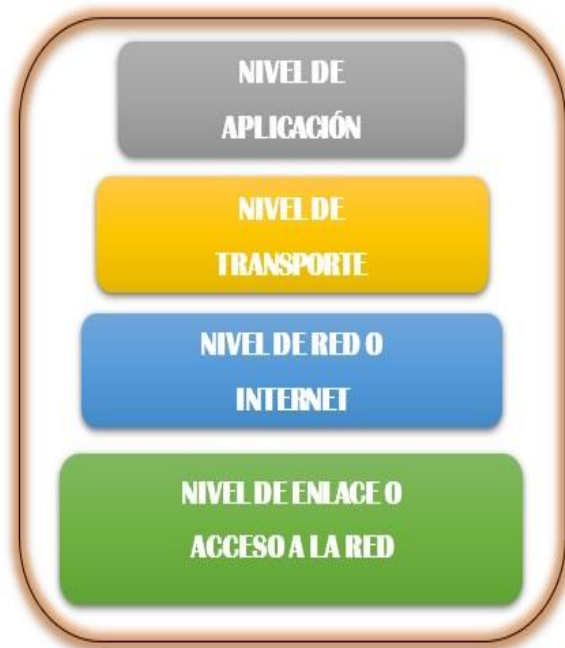 NIVEL DE
APLICACIÓN
NIVEL DE
TRANSPORTE
NIVEL DE RED O
INTERNET
NIVEL DE ENLACE O
ACCESO A LA RED